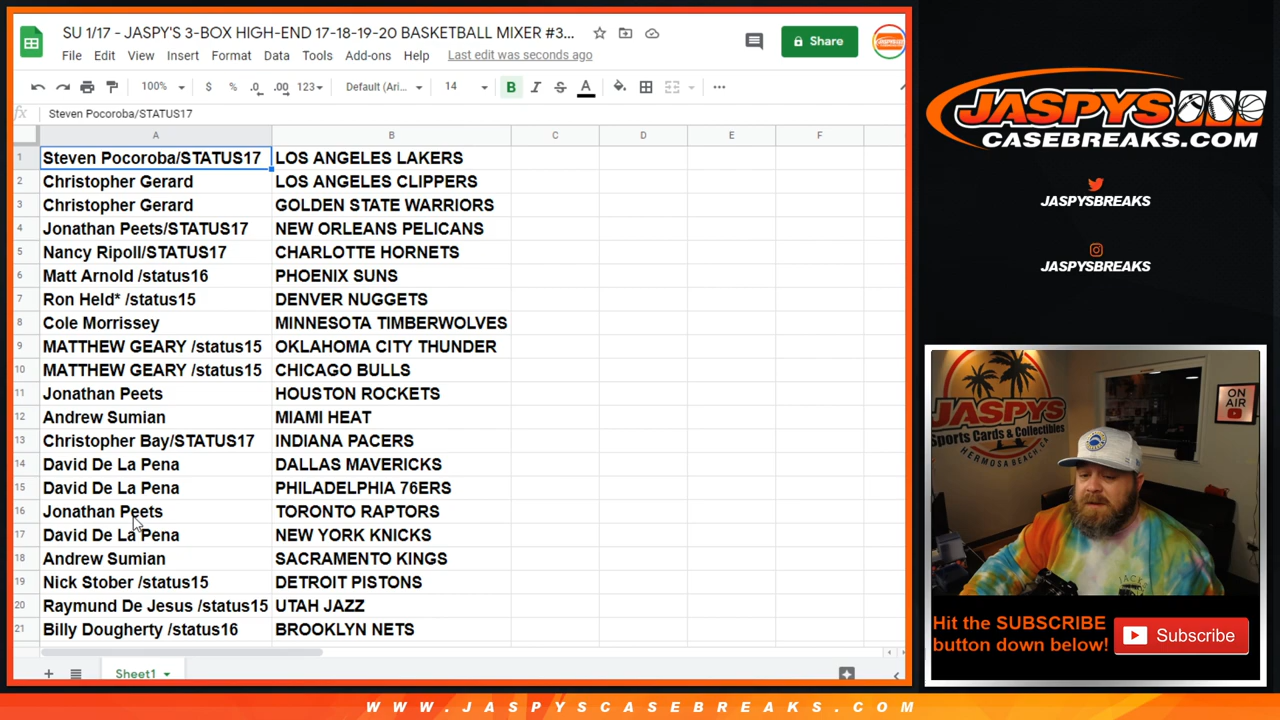 SU 1/17 - JASPY'S 3-BOX HIGH-END 17-18-19-20 BASKETBALL MIXER #3...
Share
File Edit View Insert Format Data Tools Add-ons Help Last edit was seconds ago
100% $ % .0 .00 123 Default (Ari... 14 B I S A
fx Steven Pocoroba/STATUS17
A B C D E F
1 Steven Pocoroba/STATUS17 LOS ANGELES LAKERS
2 Christopher Gerard LOS ANGELES CLIPPERS
3 Christopher Gerard GOLDEN STATE WARRIORS
4 Jonathan Peets/STATUS17 NEW ORLEANS PELICANS
5 Nancy Ripoll/STATUS17 CHARLOTTE HORNETS
6 Matt Arnold /status16 PHOENIX SUNS
7 Ron Held* /status15 DENVER NUGGETS
8 Cole Morrissey MINNESOTA TIMBERWOLVES
9 MATTHEW GEARY /status15 OKLAHOMA CITY THUNDER
10 MATTHEW GEARY /status15 CHICAGO BULLS
11 Jonathan Peets HOUSTON ROCKETS
12 Andrew Sumian MIAMI HEAT
13 Christopher Bay/STATUS17 INDIANA PACERS
14 David De La Pena DALLAS MAVERICKS
15 David De La Pena PHILADELPHIA 76ERS
16 Jonathan Peets TORONTO RAPTORS
17 David De La Pena NEW YORK KNICKS
18 Andrew Sumian SACRAMENTO KINGS
19 Nick Stober /status15 DETROIT PISTONS
20 Raymund De Jesus /status15 UTAH JAZZ
21 Billy Dougherty /status16 BROOKLYN NETS
Sheet1
JASPYS
CASEBREAKS.COM
JASPYSBREAKS
JASPYSBREAKS
JASPYS
Sports Cards & Collectibles
HERMOSA BEACH, CA
ON
AIR
Hit the SUBSCRIBE
button down below!
Subscribe
WWW.JASPYSCASEBREAKS.COM